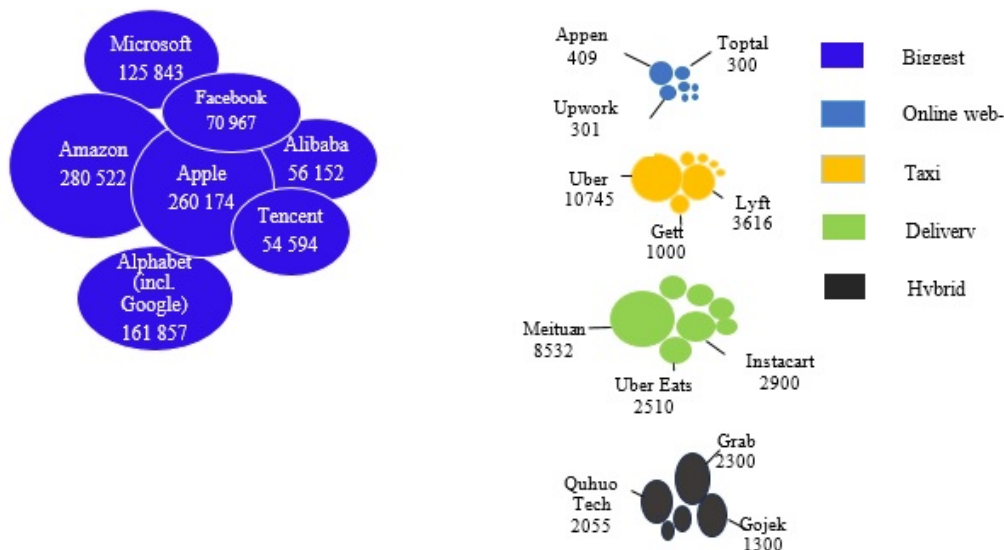 Microsoft
125 843
Facebook
70 967
Amazon
280 522
Apple
260 174
Alibaba
56 152
Tencent
54 594
Alphabet
(incl.
Google)
161 857
Appen
409
Toptal
300
Upwork
301
Uber
10745
Lyft
3616
Gett
1000
Meituan
8532
Instacart
2900
Uber Eats
2510
Grab
2300
Quhuo
Tech
2055
Gojek
1300
Biggest
Online web-
Taxi
Deliverv
Hvbrid